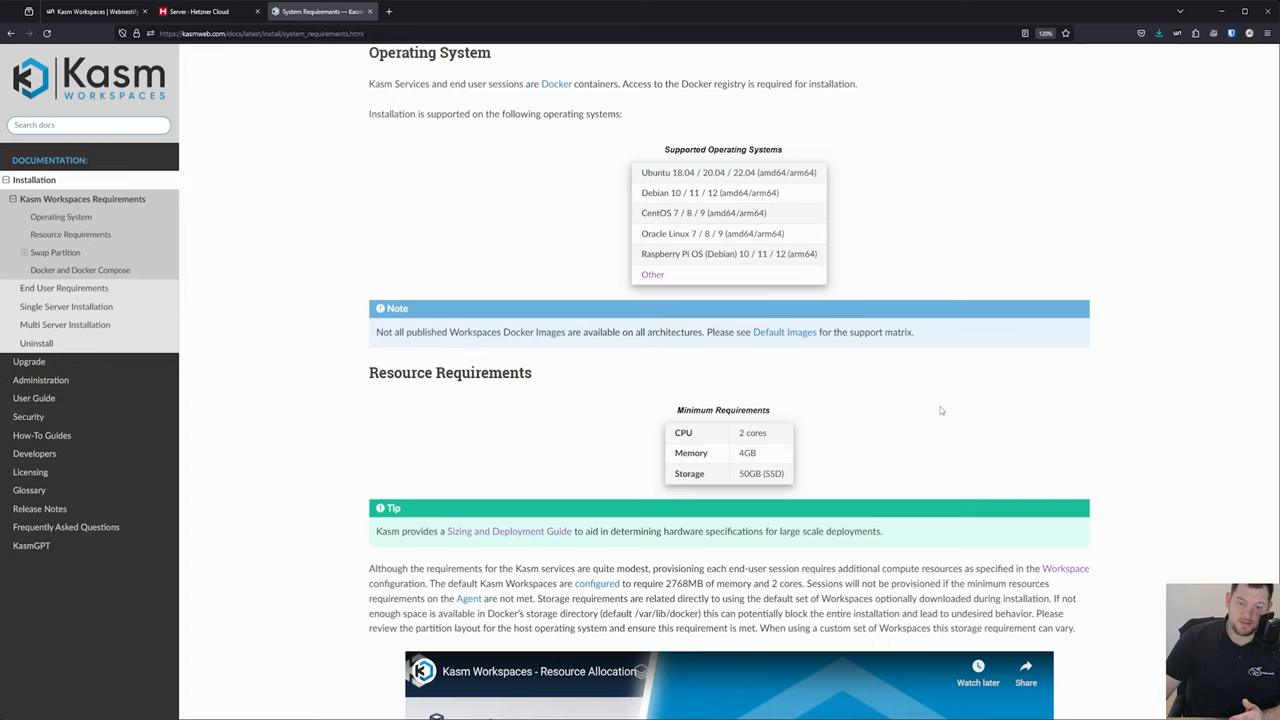 Kasm Workspaces | Webnestify
Server · Hetzner Cloud
System Requirements — Kasm
https://kasmweb.com/docs/latest/install/system_requirements.html
120%
Kasm
WORKSPACES
Search docs
DOCUMENTATION:
Installation
Kasm Workspaces Requirements
Operating System
Resource Requirements
Swap Partition
Docker and Docker Compose
End User Requirements
Single Server Installation
Multi Server Installation
Uninstall
Upgrade
Administration
User Guide
Security
How-To Guides
Developers
Licensing
Glossary
Release Notes
Frequently Asked Questions
KasmGPT
Operating System
Kasm Services and end user sessions are Docker containers. Access to the Docker registry is required for installation.
Installation is supported on the following operating systems:
Supported Operating Systems
Ubuntu 18.04 / 20.04 / 22.04 (amd64/arm64)
Debian 10 / 11 / 12 (amd64/arm64)
CentOS 7 / 8 / 9 (amd64/arm64)
Oracle Linux 7 / 8 / 9 (amd64/arm64)
Raspberry Pi OS (Debian) 10 / 11 / 12 (arm64)
Other
Note
Not all published Workspaces Docker Images are available on all architectures. Please see Default Images for the support matrix.
Resource Requirements
Minimum Requirements
CPU 2 cores
Memory 4GB
Storage 50GB (SSD)
Tip
Kasm provides a Sizing and Deployment Guide to aid in determining hardware specifications for large scale deployments.
Although the requirements for the Kasm services are quite modest, provisioning each end-user session requires additional compute resources as specified in the Workspace
configuration. The default Kasm Workspaces are configured to require 2768MB of memory and 2 cores. Sessions will not be provisioned if the minimum resources
requirements on the Agent are not met. Storage requirements are related directly to using the default set of Workspaces optionally downloaded during installation. If not
enough space is available in Docker's storage directory (default /var/lib/docker) this can potentially block the entire installation and lead to undesired behavior. Please
review the partition layout for the host operating system and ensure this requirement is met. When using a custom set of Workspaces this storage requirement can vary.
Kasm Workspaces - Resource Allocation
Watch later
Share